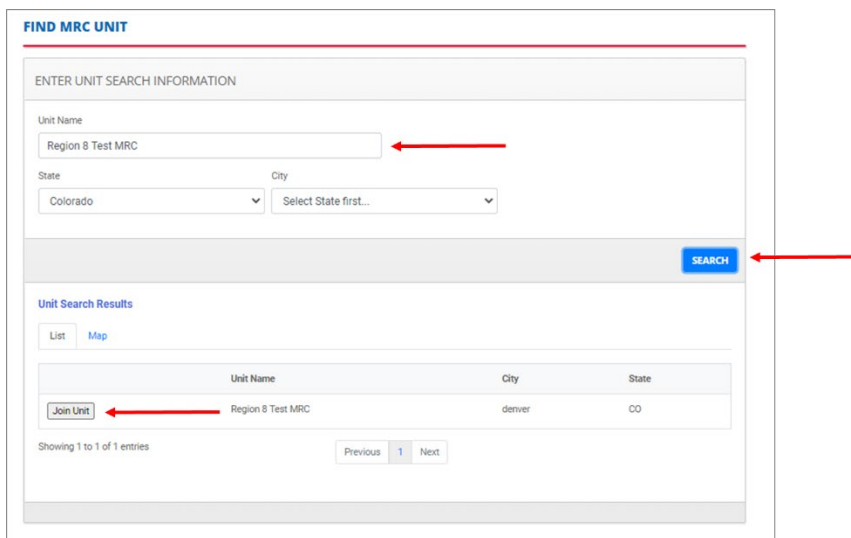 FIND MRC UNIT
ENTER UNIT SEARCH INFORMATION
Unit Name
Region 8 Test MRC
State City
Colorado Select State first...
SEARCH
Unit Search Results
List Map
Unit Name City State
Join Unit Region 8 Test MRC denver CO
Showing 1 to 1 of 1 entries Previous 1 Next